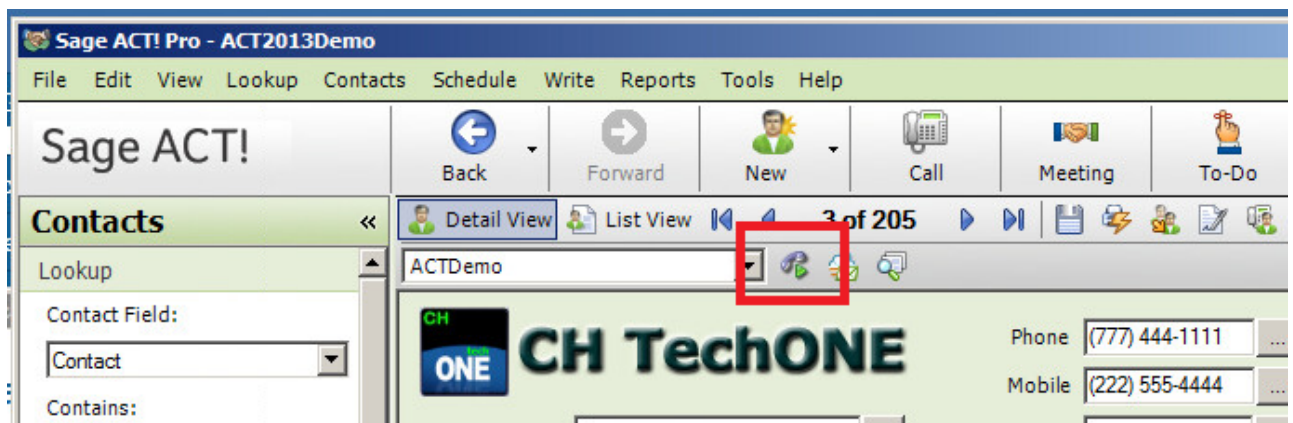 Sage ACT! Pro - ACT2013Demo
File Edit View Lookup Contacts Schedule Write Reports Tools Help
Sage ACT!
Back Forward New Call Meeting To-Do
Contacts « Detail View List View 3 of 205
Lookup ACTDemo
Contact Field:
Contact
Contains:
CH
tech
ONE
CH TechONE
Phone (777) 444-1111 ...
Mobile (222) 555-4444 ...